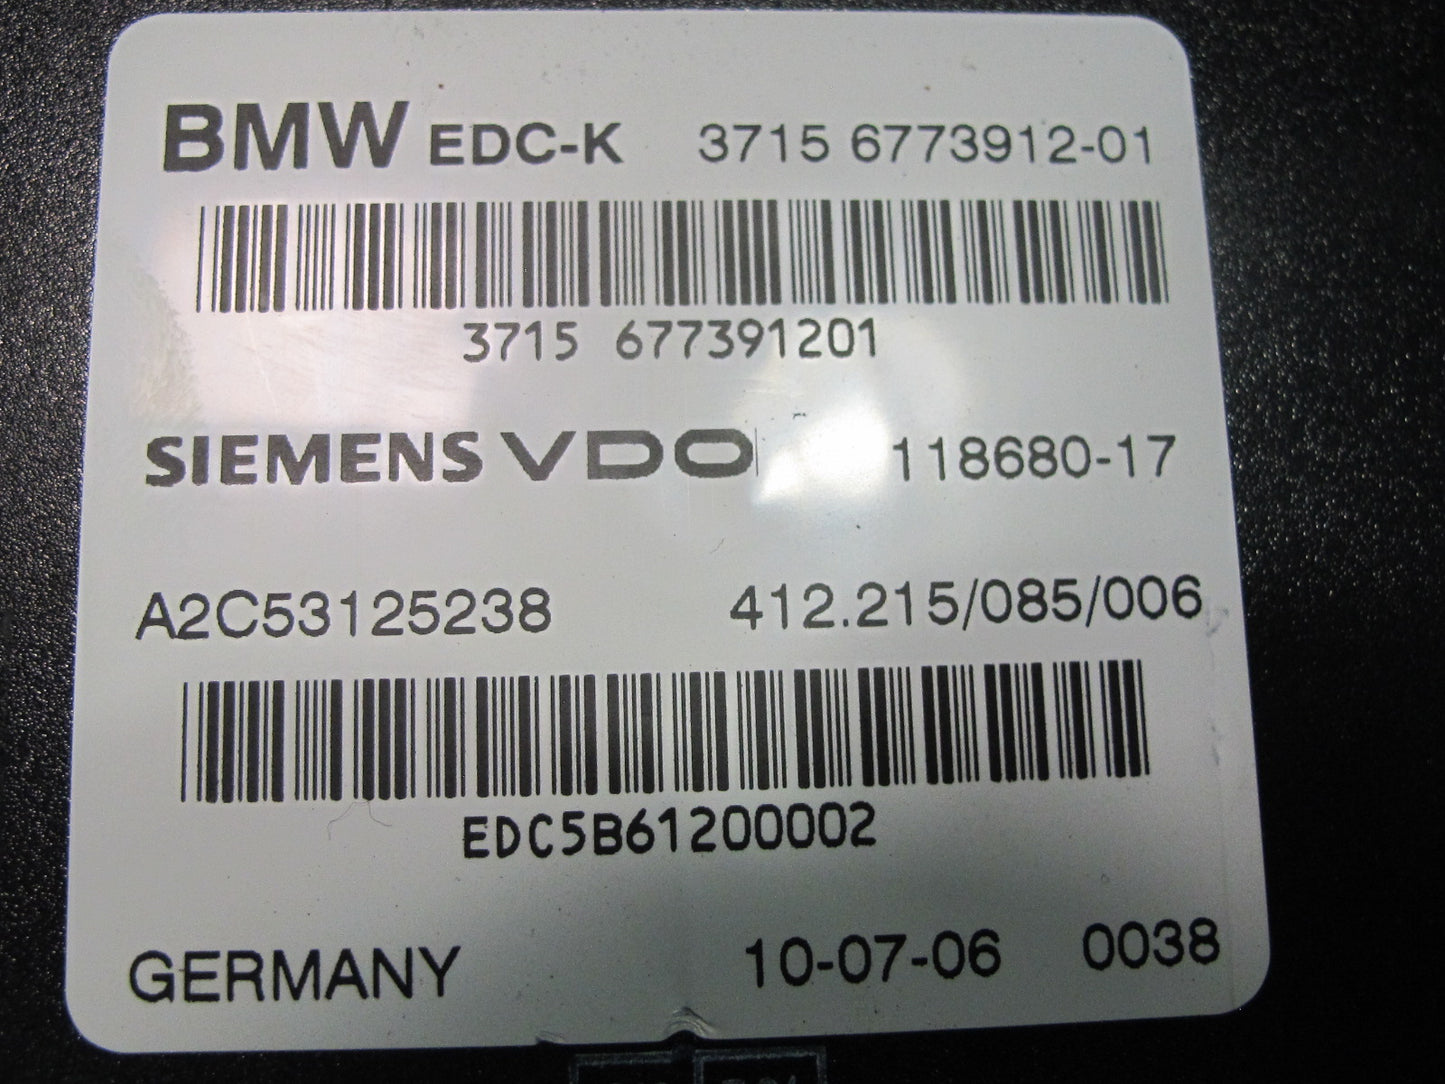 BMW EDC-K 3715 6773912-01
3715 677391201
SIEMENS VDO 118680-17
A2C53125238 412.215/085/006
EDC5B61200002
GERMANY 10-07-06 0038